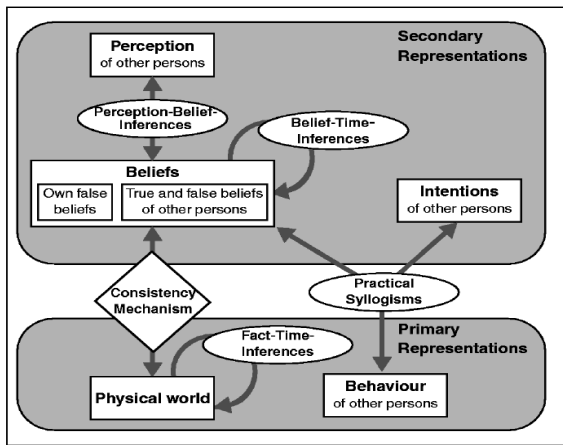 Secondary
Representations
Perception
of other persons
Perception-Belief-
Inferences
Belief-Time-
Inferences
Beliefs
Own false
beliefs
True and false beliefs
of other persons
Intentions
of other persons
Consistency
Mechanism
Practical
Syllogisms
Primary
Representations
Fact-Time-
Inferences
Physical world
Behaviour
of other persons